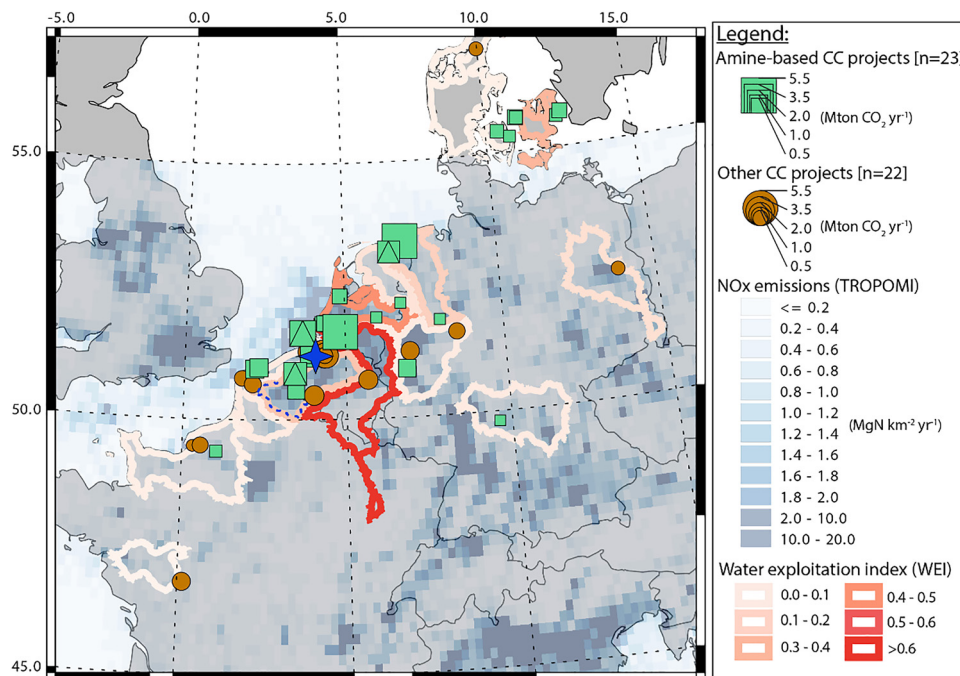 -5.0 0.0 5.0 10.0 15.0
55.0
50.0
45.0
Legend:
Amine-based CC projects [n=23]
5.5
3.5
2.0
1.0
0.5
(Mton CO₂ yr⁻¹)
Other CC projects [n=22]
5.5
3.5
2.0
1.0
0.5
(Mton CO₂ yr⁻¹)
NOx emissions (TROPOMI)
<= 0.2
0.2 - 0.4
0.4 - 0.6
0.6 - 0.8
0.8 - 1.0
1.0 - 1.2
1.2 - 1.4
1.4 - 1.6
1.6 - 1.8
1.8 - 2.0
2.0 - 10.0
10.0 - 20.0
(MgN km⁻² yr⁻¹)
Water exploitation index (WEI)
0.0 - 0.1
0.1 - 0.2
0.3 - 0.4
0.4 - 0.5
0.5 - 0.6
>0.6